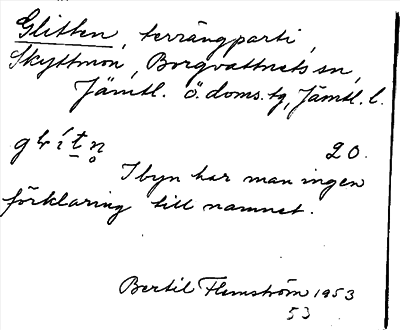 Glitten, terrängparti,
Skyttmon, Borgvattnets sn,
Jämtl. ö. doms. tg, Jämtl. l.
20.
I byn har man ingen
förklaring till namnet.
Bertil Flemström 1953
53